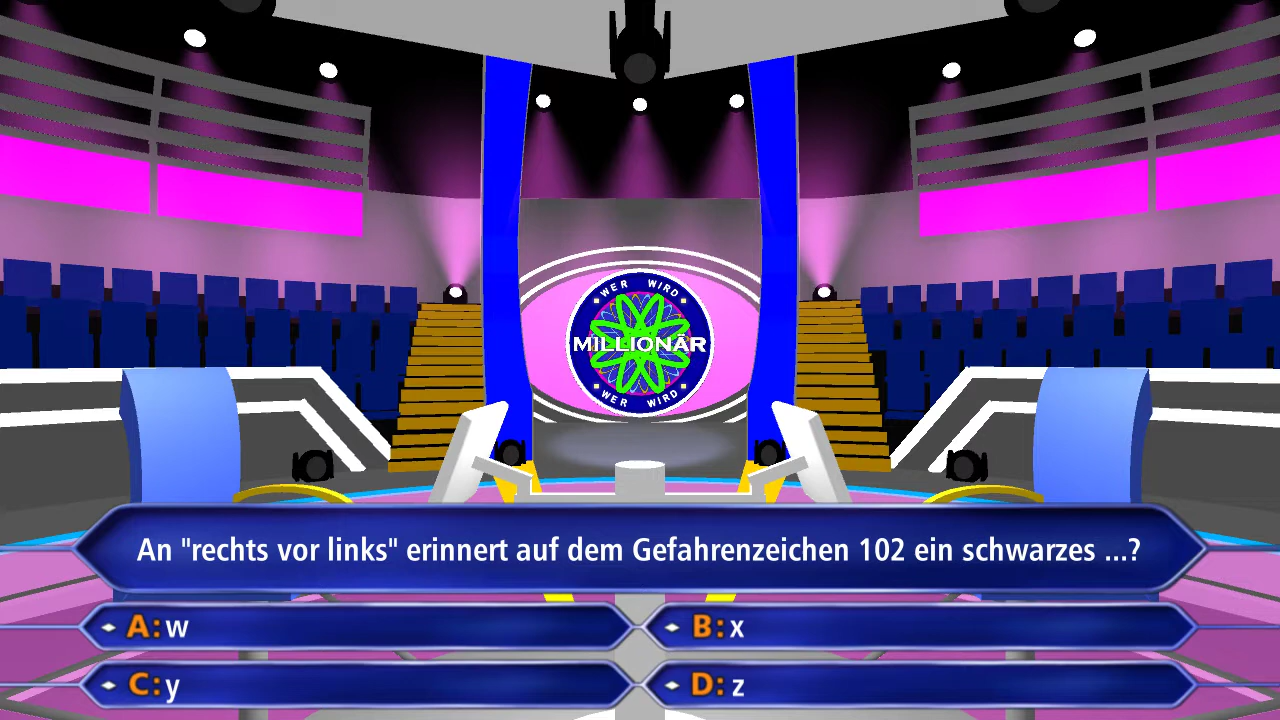 WER WIRD
MILLIONÄR
WER WIRD
An "rechts vor links" erinnert auf dem Gefahrenzeichen 102 ein schwarzes ...?
A: w
B: x
C: y
D: z